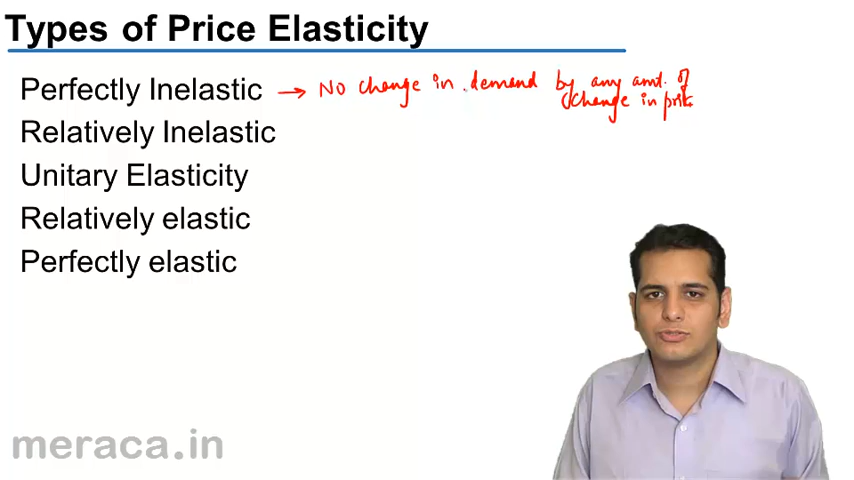 Types of Price Elasticity
Perfectly Inelastic → No change in demand by any amt. of
change in price
Relatively Inelastic
Unitary Elasticity
Relatively elastic
Perfectly elastic
meraca.in